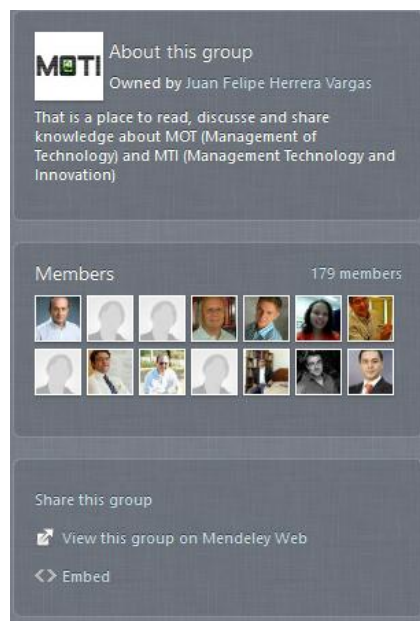 MOTI
About this group
Owned by Juan Felipe Herrera Vargas
That is a place to read, discusse and share
knowledge about MOT (Management of
Technology) and MTI (Management Technology and
Innovation)
Members
179 members
Share this group
View this group on Mendeley Web
Embed